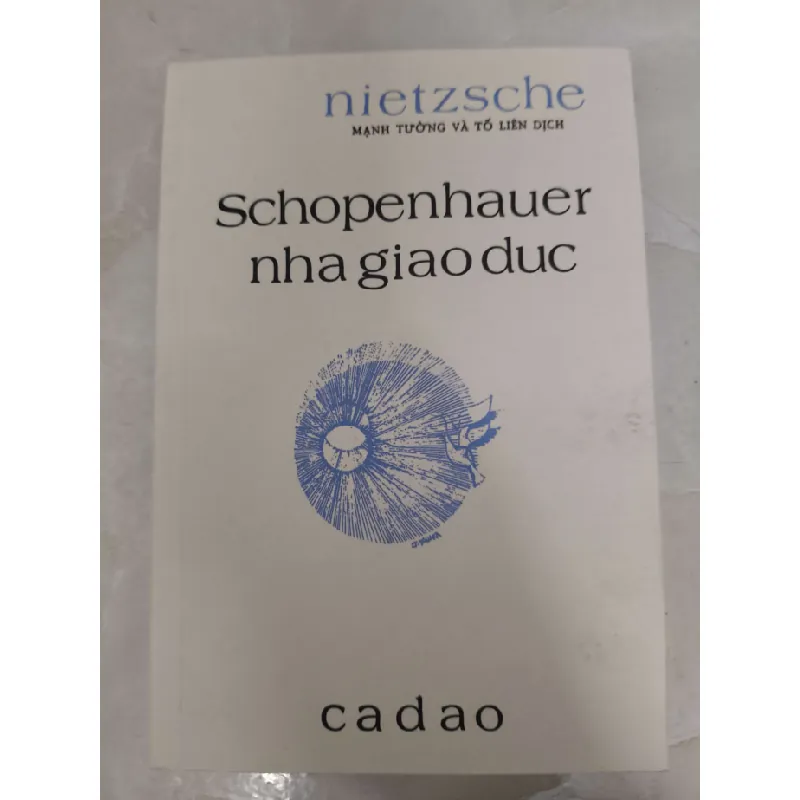 nietzsche
MẠNH TƯỜNG VÀ TỐ LIÊN DỊCH
Schopenhauer
nha giao duc
cadao